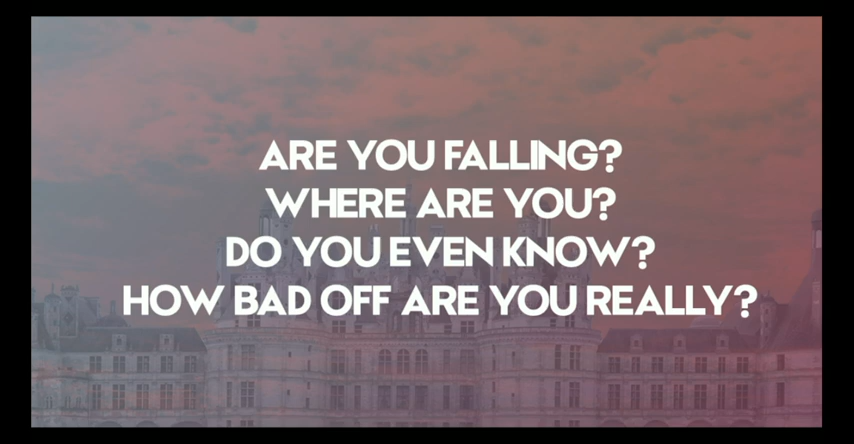 ARE YOU FALLING?
WHERE ARE YOU?
DO YOU EVEN KNOW?
HOW BAD OFF ARE YOU REALLY?